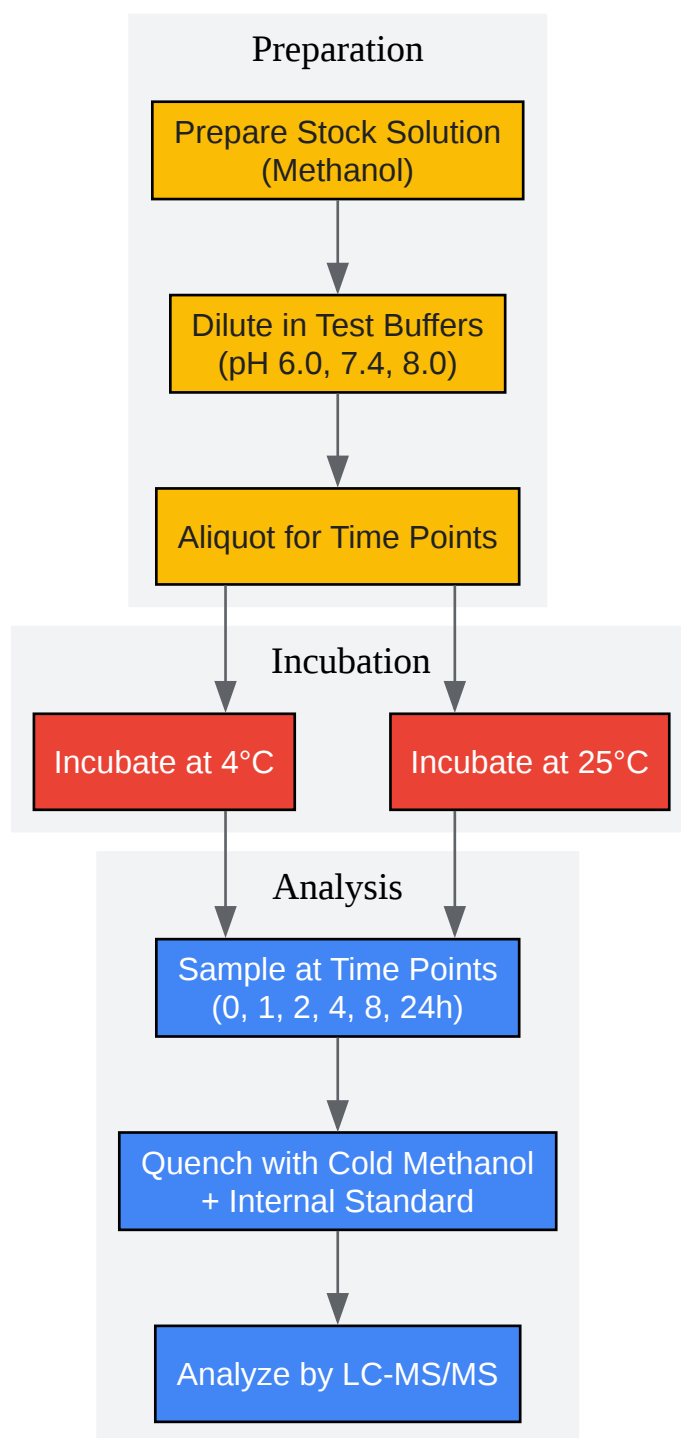 Preparation
Prepare Stock Solution
(Methanol)
Dilute in Test Buffers
(pH 6.0, 7.4, 8.0)
Aliquot for Time Points
Incubation
Incubate at 4°C
Incubate at 25°C
Analysis
Sample at Time Points
(0, 1, 2, 4, 8, 24h)
Quench with Cold Methanol
+ Internal Standard
Analyze by LC-MS/MS